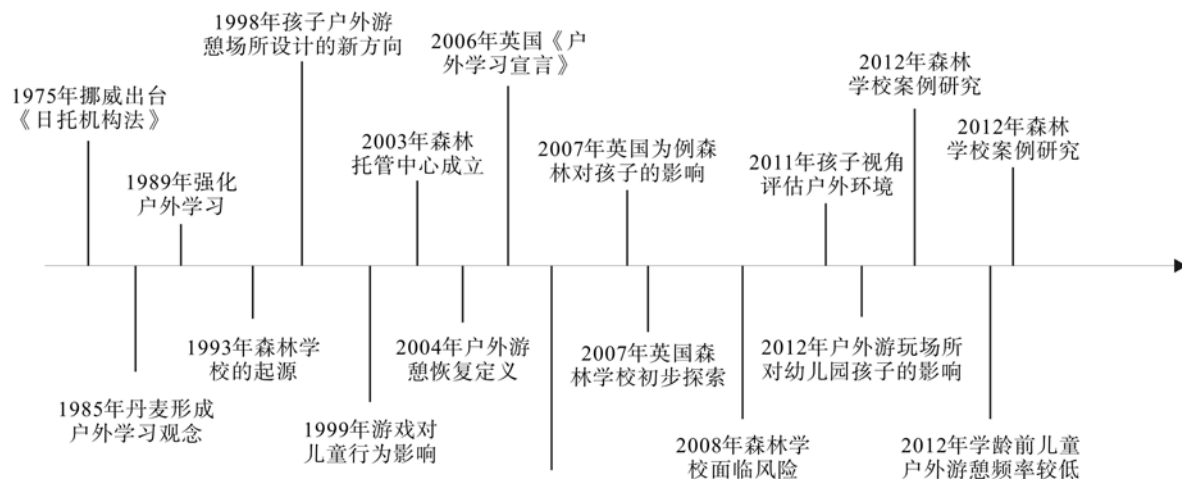 1998年孩子户外游
憩场所设计的新方向
2006年英国《户
外学习宣言》
2012年森林
学校案例研究
1975年挪威出台
《日托机构法》
2003年森林
托管中心成立
2007年英国为例森
林对孩子的影响
2011年孩子视角
评估户外环境
2012年森林
学校案例研究
1989年强化
户外学习
1993年森林学
校的起源
2004年户外游
憩恢复定义
2007年英国森
林学校初步探索
2012年户外游玩场所
对幼儿园孩子的影响
1985年丹麦形成
户外学习观念
1999年游戏对
儿童行为影响
2008年森林学
校面临风险
2012年学龄前儿童
户外游憩频率较低